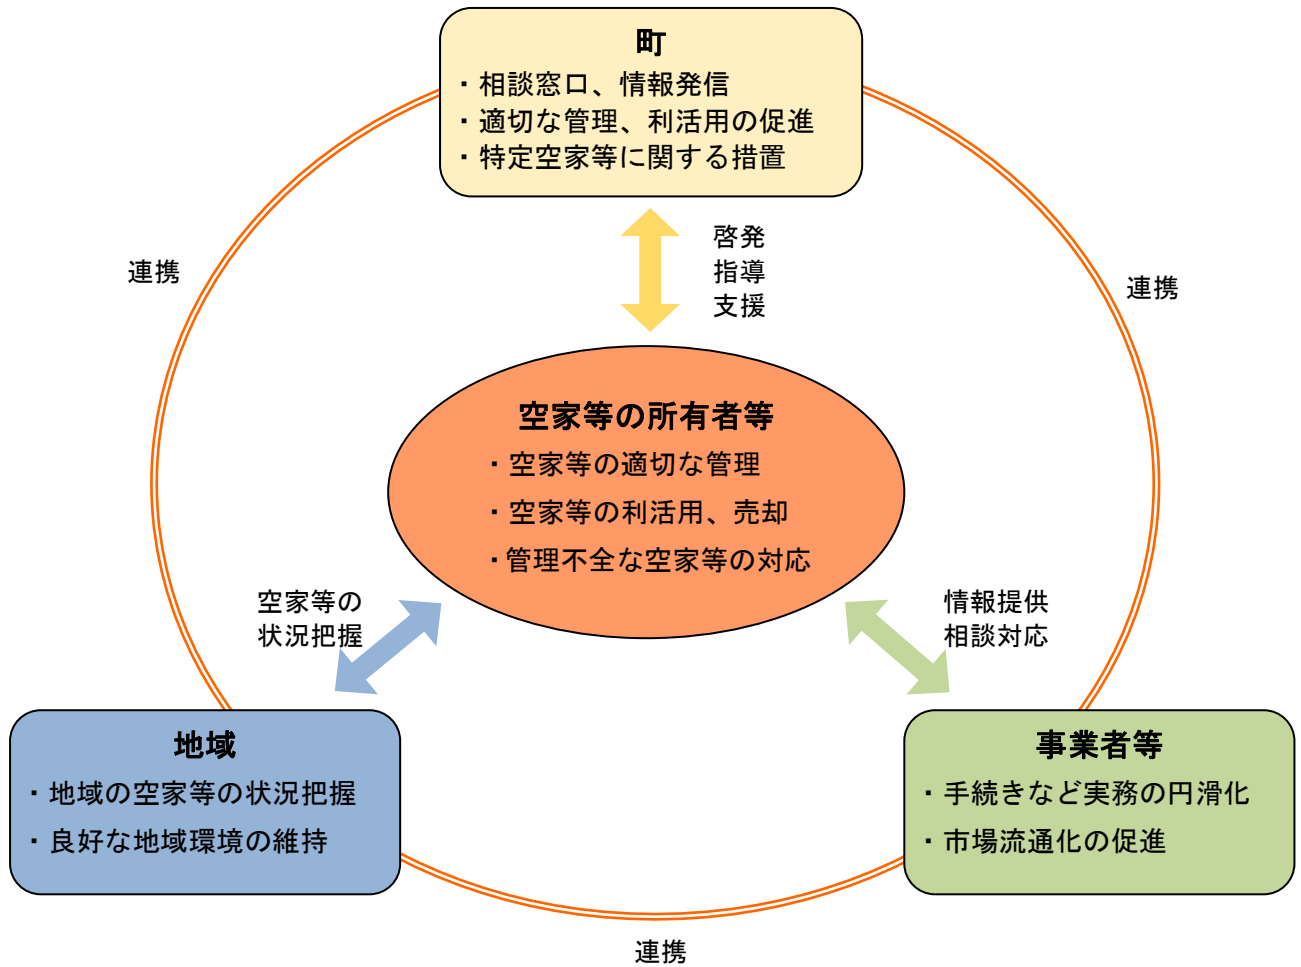 町
・相談窓口、情報発信
・適切な管理、利活用の促進
・特定空家等に関する措置
啓発
指導
支援
連携
連携
空家等の所有者等
・空家等の適切な管理
・空家等の利活用、売却
・管理不全な空家等の対応
空家等の
状況把握
情報提供
相談対応
地域
・地域の空家等の状況把握
・良好な地域環境の維持
事業者等
・手続きなど実務の円滑化
・市場流通化の促進
連携